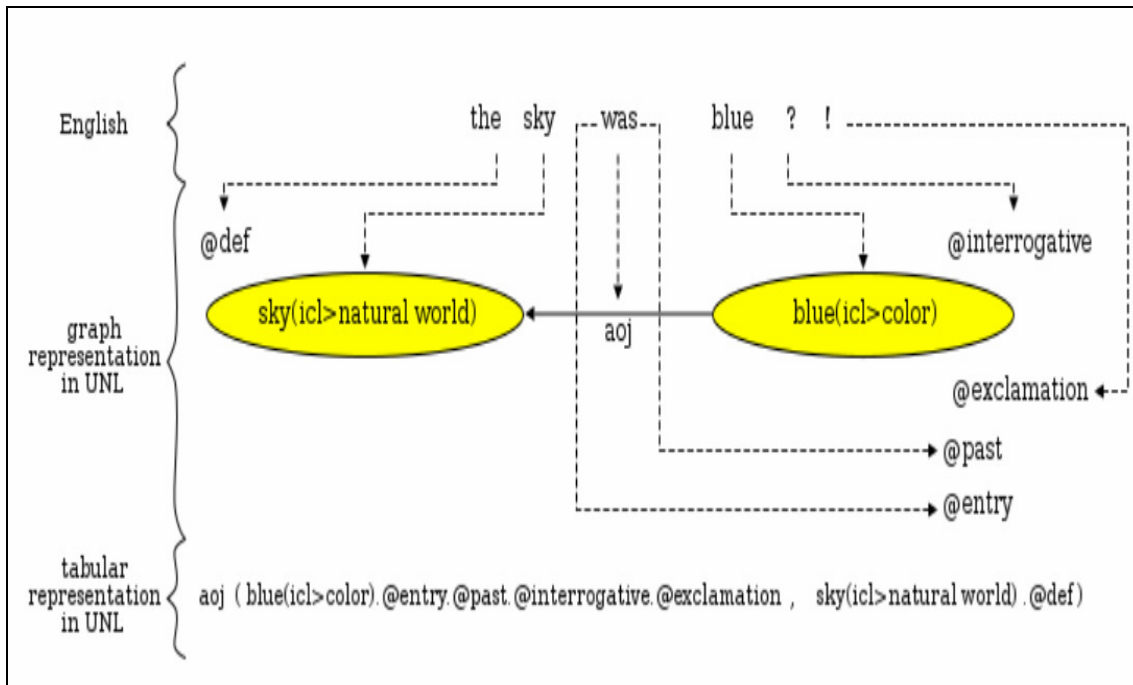 English
the sky was blue ? !
@def
@interrogative
sky(icl>natural world)
blue(icl>color)
aoj
graph
representation
in UNL
@exclamation
@past
@entry
tabular
representation
in UNL
aoj ( blue(icl>color).@entry.@past.@interrogative.@exclamation , sky(icl>natural world).@def)